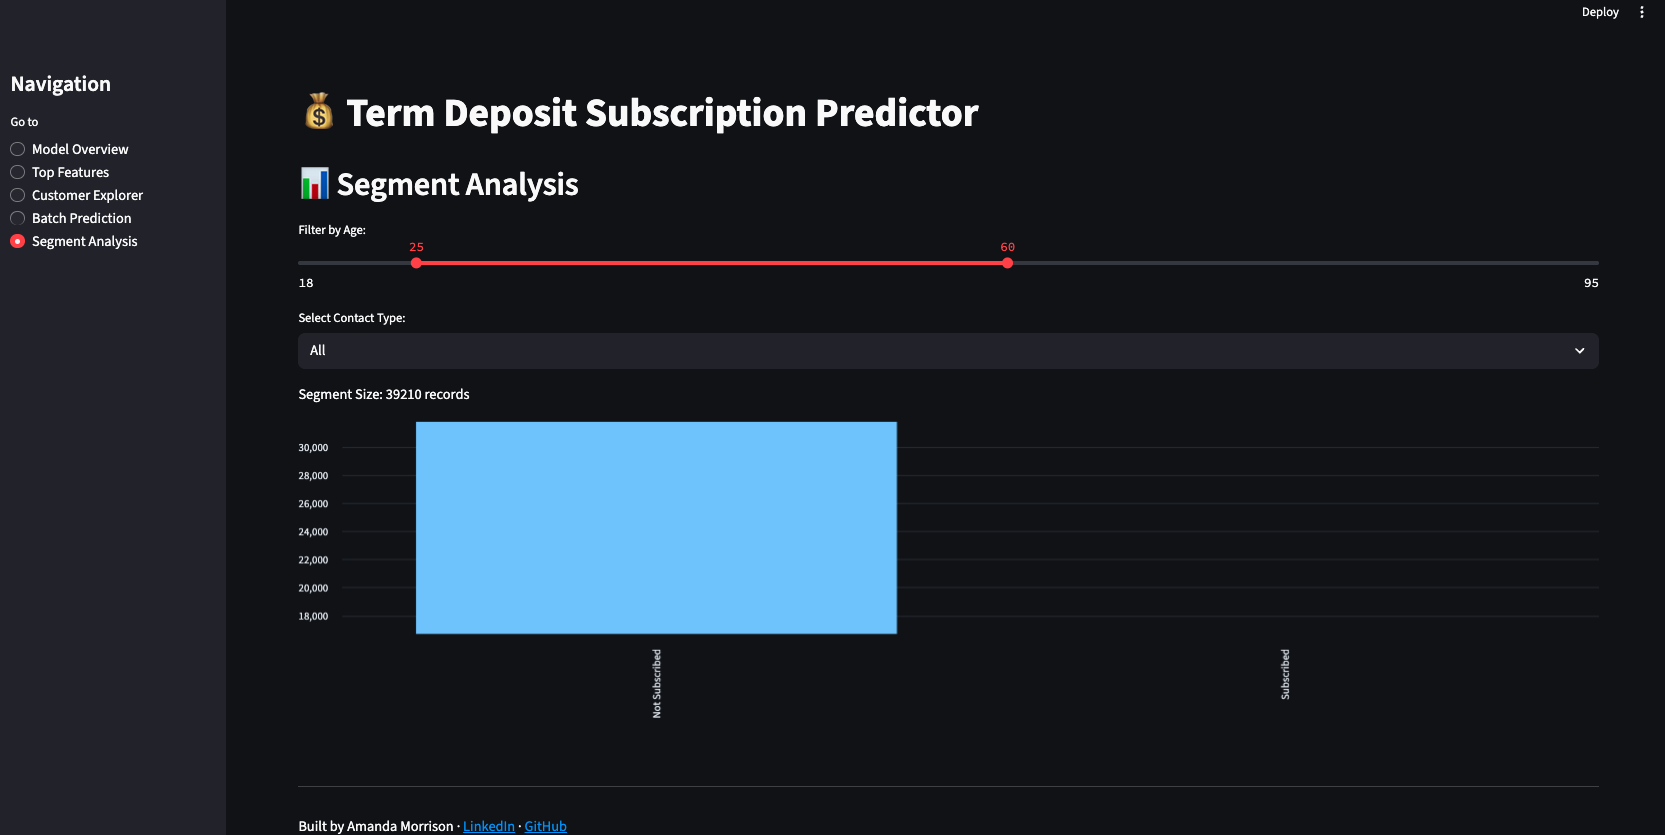 Deploy
Navigation
Go to
Model Overview
Top Features
Customer Explorer
Batch Prediction
Segment Analysis
Term Deposit Subscription Predictor
Segment Analysis
Filter by Age:
25 60
18 95
Select Contact Type:
All
Segment Size: 39210 records
30,000
28,000
26,000
24,000
22,000
20,000
18,000
Not Subscribed
Subscribed
Built by Amanda Morrison · LinkedIn · GitHub